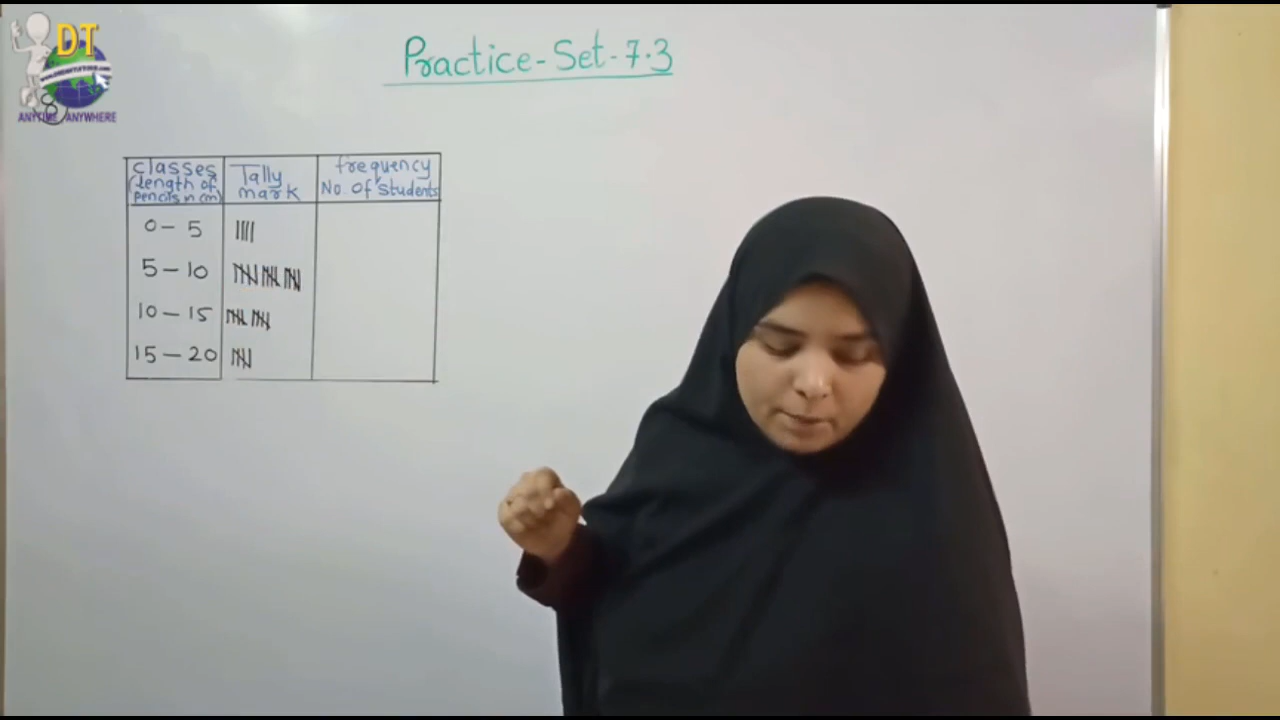 DT
ANYTIME ANYWHERE
8
Practice-Set-7.3
Classes (length of Pencils in cm)
Tally mark
frequency No. Of Students
0 - 5 ||||
5 - 10 𝍸 𝍸 𝍸
10 - 15 𝍸 𝍸
15 - 20 𝍸